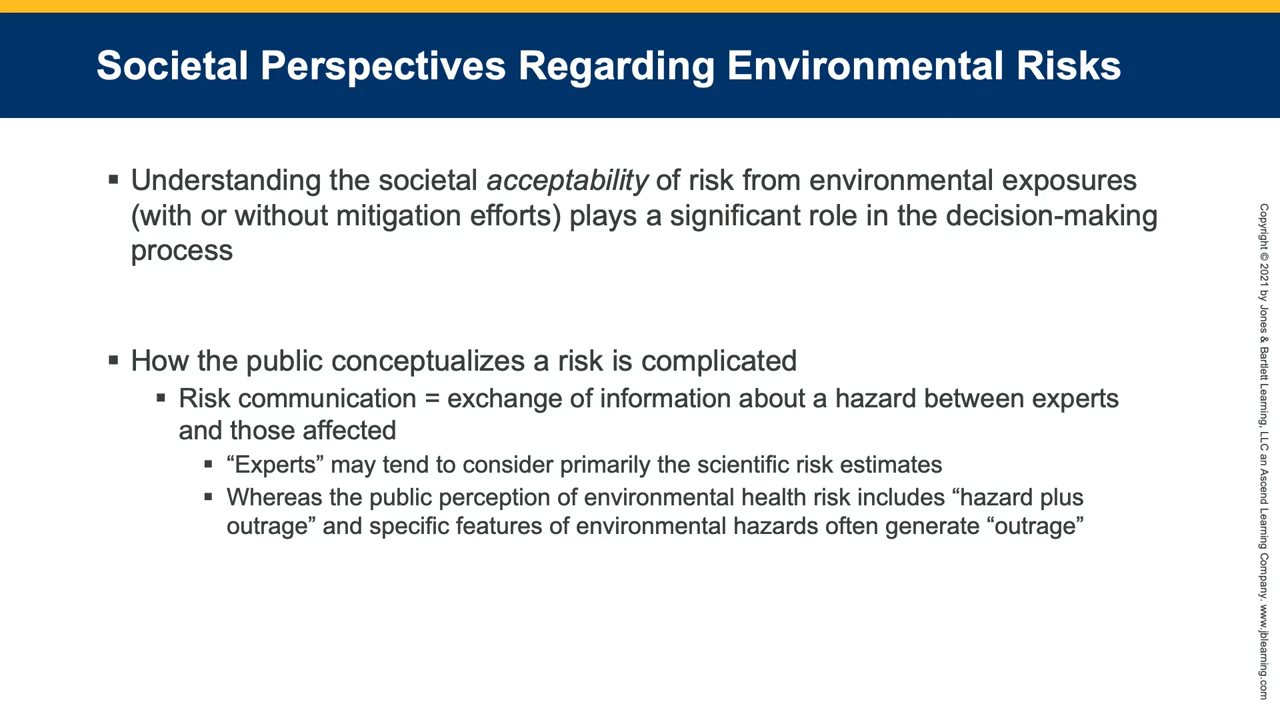 Societal Perspectives Regarding Environmental Risks
▪ Understanding the societal acceptability of risk from environmental exposures
(with or without mitigation efforts) plays a significant role in the decision-making
process
▪ How the public conceptualizes a risk is complicated
▪ Risk communication = exchange of information about a hazard between experts
and those affected
▪ “Experts” may tend to consider primarily the scientific risk estimates
▪ Whereas the public perception of environmental health risk includes “hazard plus
outrage” and specific features of environmental hazards often generate “outrage”
Copyright © 2021 by Jones & Bartlett Learning, LLC an Ascend Learning Company. www.jblearning.com